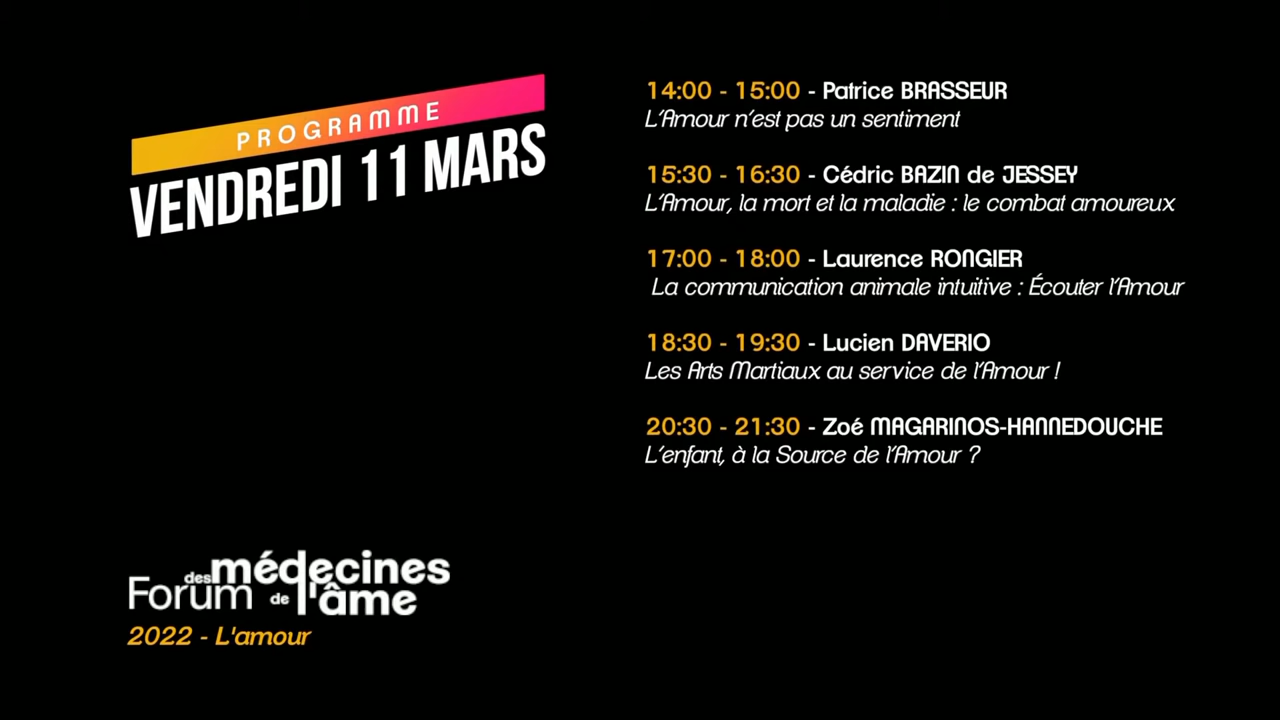 PROGRAMME
VENDREDI 11 MARS
14:00 - 15:00 - Patrice BRASSEUR
L'Amour n'est pas un sentiment
15:30 - 16:30 - Cédric BAZIN de JESSEY
L'Amour, la mort et la maladie : le combat amoureux
17:00 - 18:00 - Laurence RONGIER
La communication animale intuitive : Écouter l'Amour
18:30 - 19:30 - Lucien DAVERIO
Les Arts Martiaux au service de l'Amour !
20:30 - 21:30 - Zoé MAGARINOS-HANNEDOUCHE
L'enfant, à la Source de l'Amour ?
Forum des médecines
de l'âme
2022 - L'amour